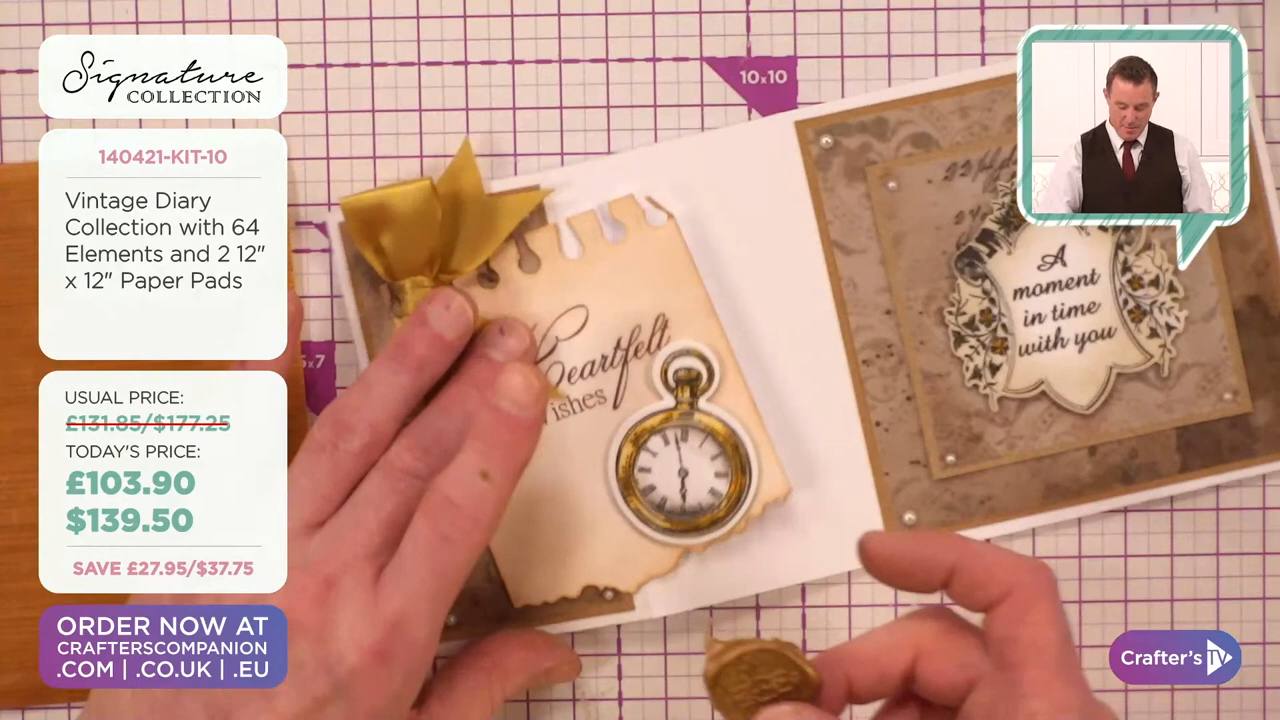 Signature
COLLECTION
140421-KIT-10
Vintage Diary
Collection with 64
Elements and 2 12"
x 12" Paper Pads
USUAL PRICE:
£131.85/$177.25
TODAY'S PRICE:
£103.90
$139.50
SAVE £27.95/$37.75
ORDER NOW AT
CRAFTERSCOMPANION
.COM | .CO.UK | .EU
10x10
x7
Heartfelt
ishes
A
moment
in time
with you
Crafter's TV